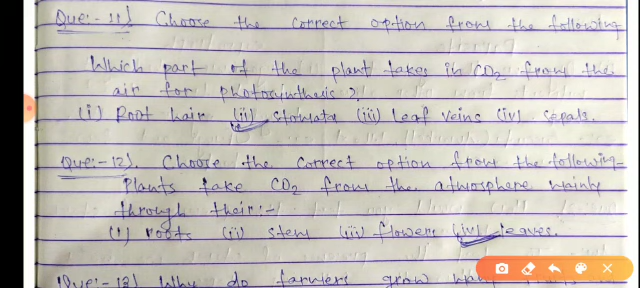 Que:- 11) Choose the correct option from the following
Which part of the plant takes in CO2 from the
air for photosinthesis?
(i) Root hair (ii) stomata (iii) leaf veins (iv) sepals.
Que:- 12). Choose the correct option from the following-
Plants take CO2 from the atmosphere mainly
through their:-
(i) roots (ii) stem (iii) flowers (iv) leaves.
Que:- 13) Why do farmers grow many